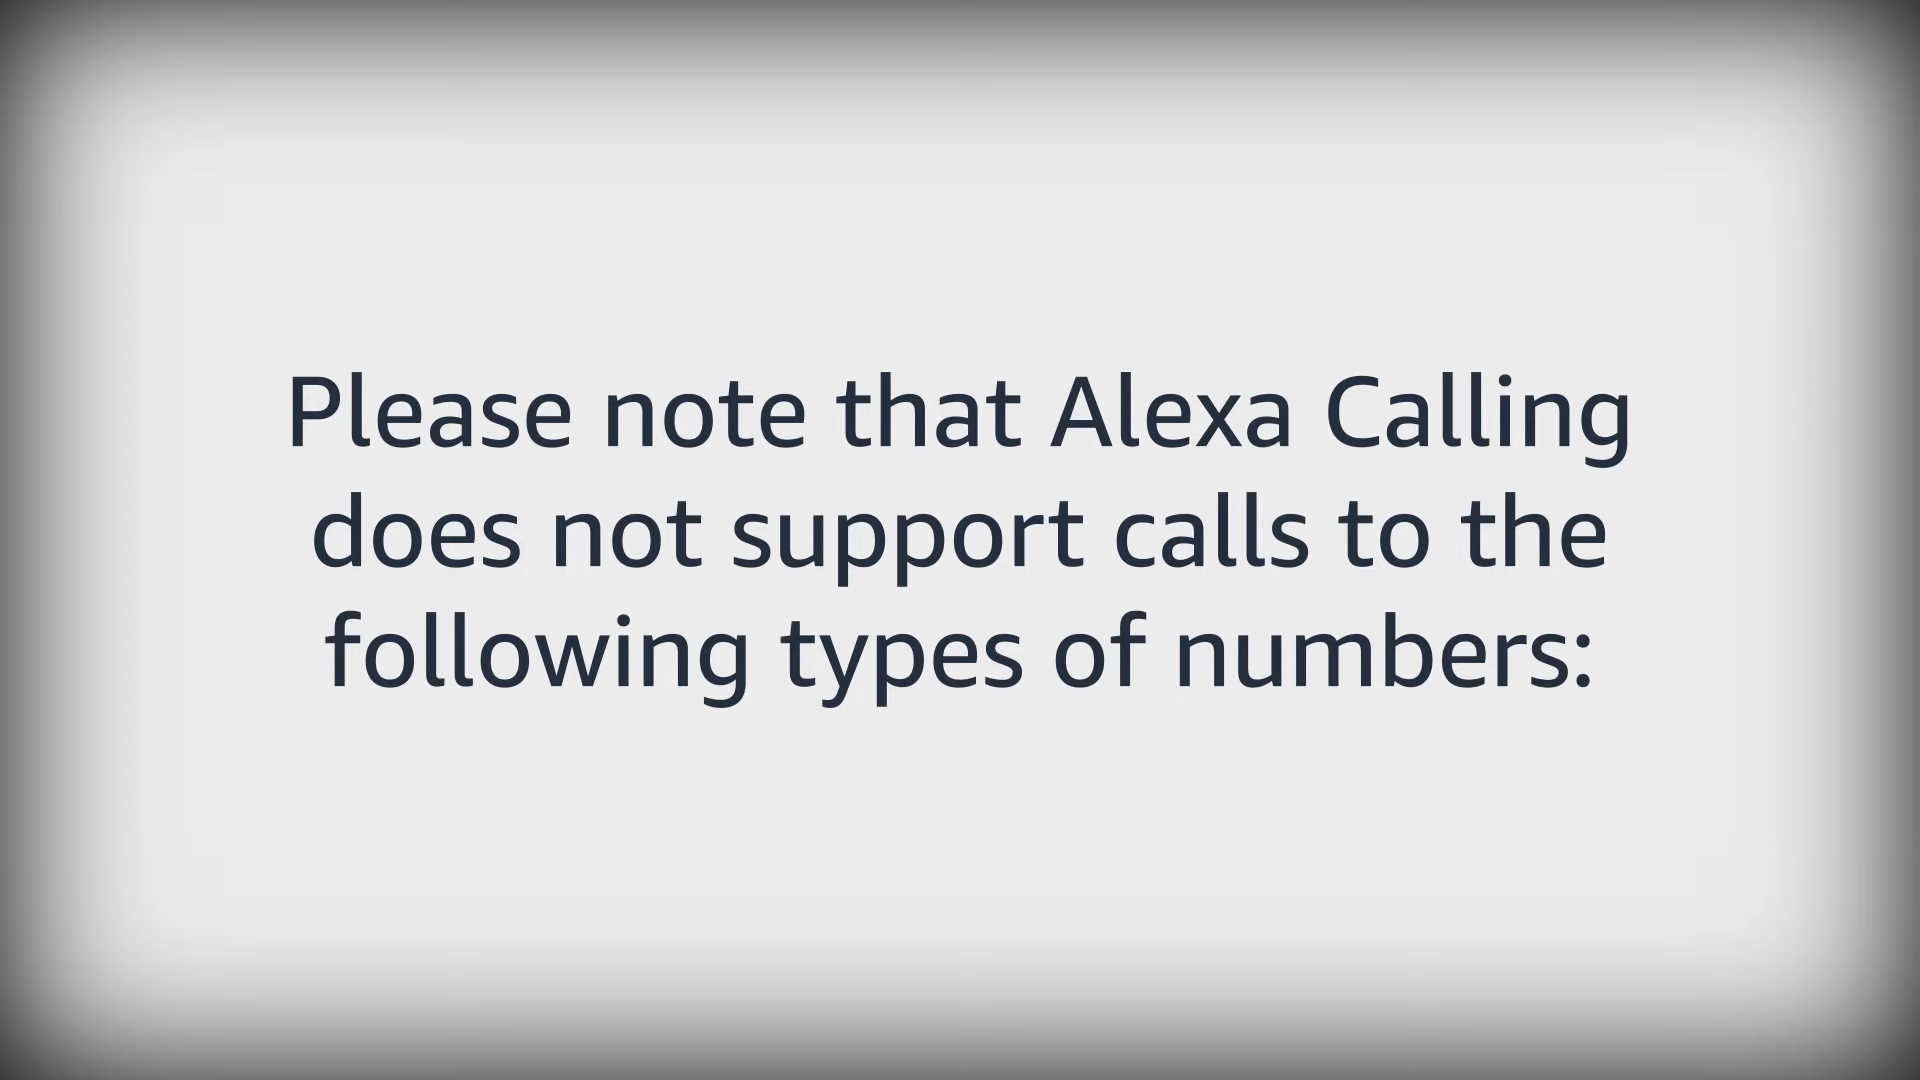 Please note that Alexa Calling
does not support calls to the
following types of numbers: